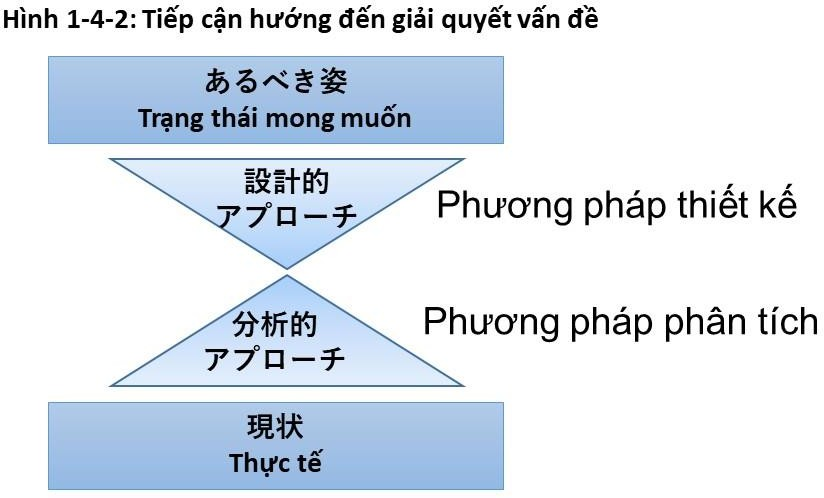 Hình 1-4-2: Tiếp cận hướng đến giải quyết vấn đề
あるべき姿
Trạng thái mong muốn
設計的
アプローチ
Phương pháp thiết kế
分析的
アプローチ
Phương pháp phân tích
現状
Thực tế